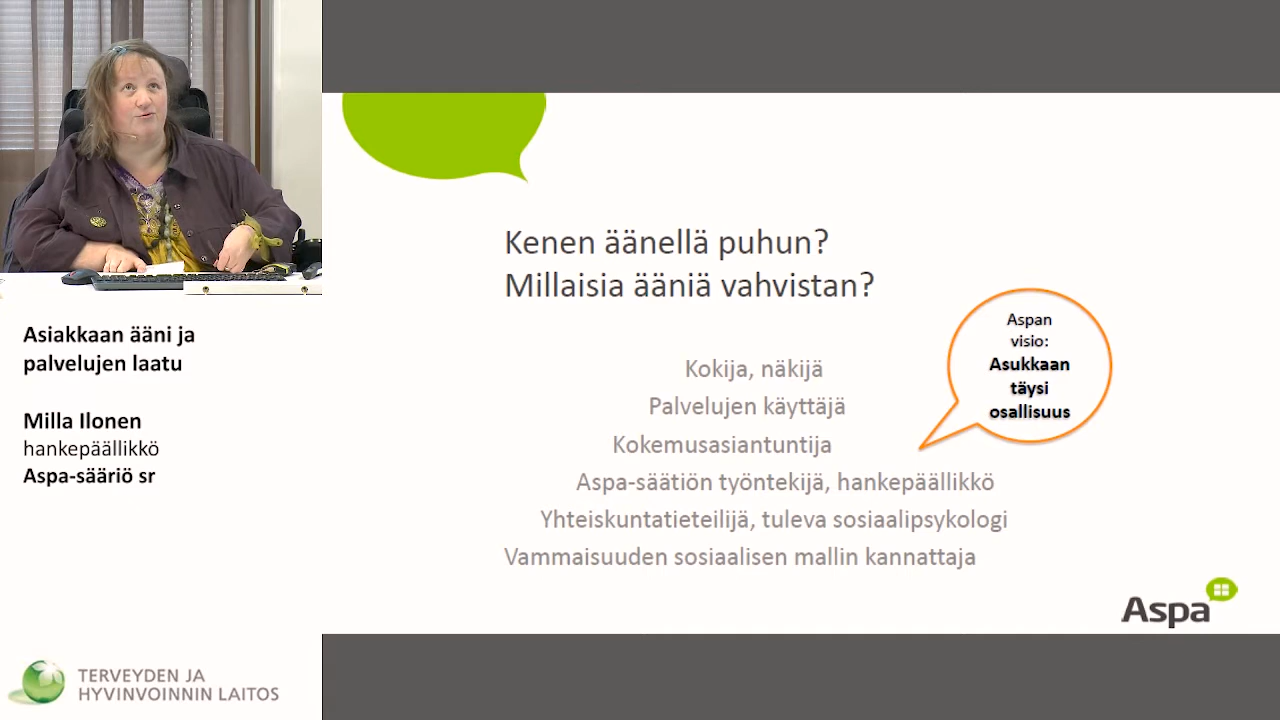 Asiakkaan ääni ja
palvelujen laatu
Milla Ilonen
hankepäällikkö
Aspa-sääriö sr
TERVEYDEN JA
HYVINVOINNIN LAITOS
Kenen äänellä puhun?
Millaisia ääniä vahvistan?
Kokija, näkijä
Palvelujen käyttäjä
Kokemusasiantuntija
Aspa-säätiön työntekijä, hankepäällikkö
Yhteiskuntatieteilijä, tuleva sosiaalipsykologi
Vammaisuuden sosiaalisen mallin kannattaja
Aspan
visio:
Asukkaan
täysi
osallisuus
Aspa